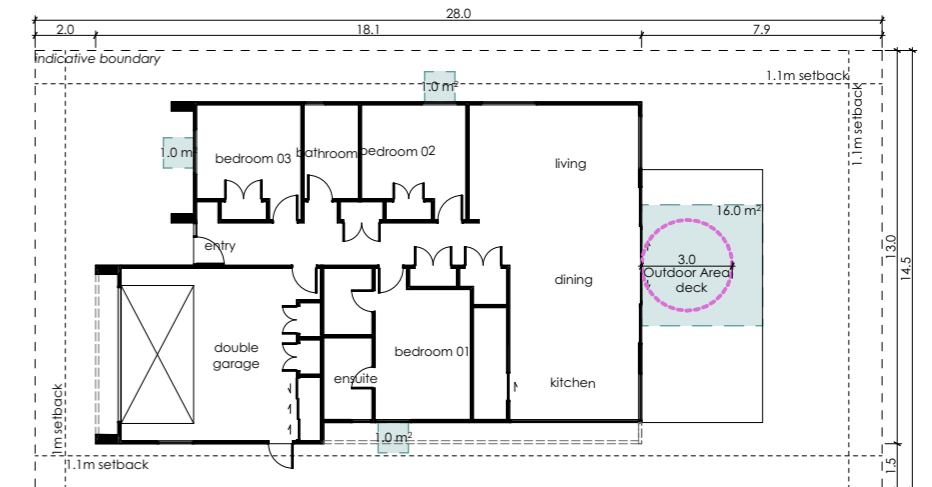 28.0
2.0
18.1
7.9
indicative boundary
1.1m setback
1.1m setback
1.0 m²
1.0 m²
bedroom 03
bathroom
bedroom 02
living
16.0 m²
entry
13.0
14.5
3.0
Outdoor Area
deck
dining
double
garage
bedroom 01
ensuite
kitchen
1m setback
1.0 m²
1.1m setback
1.5